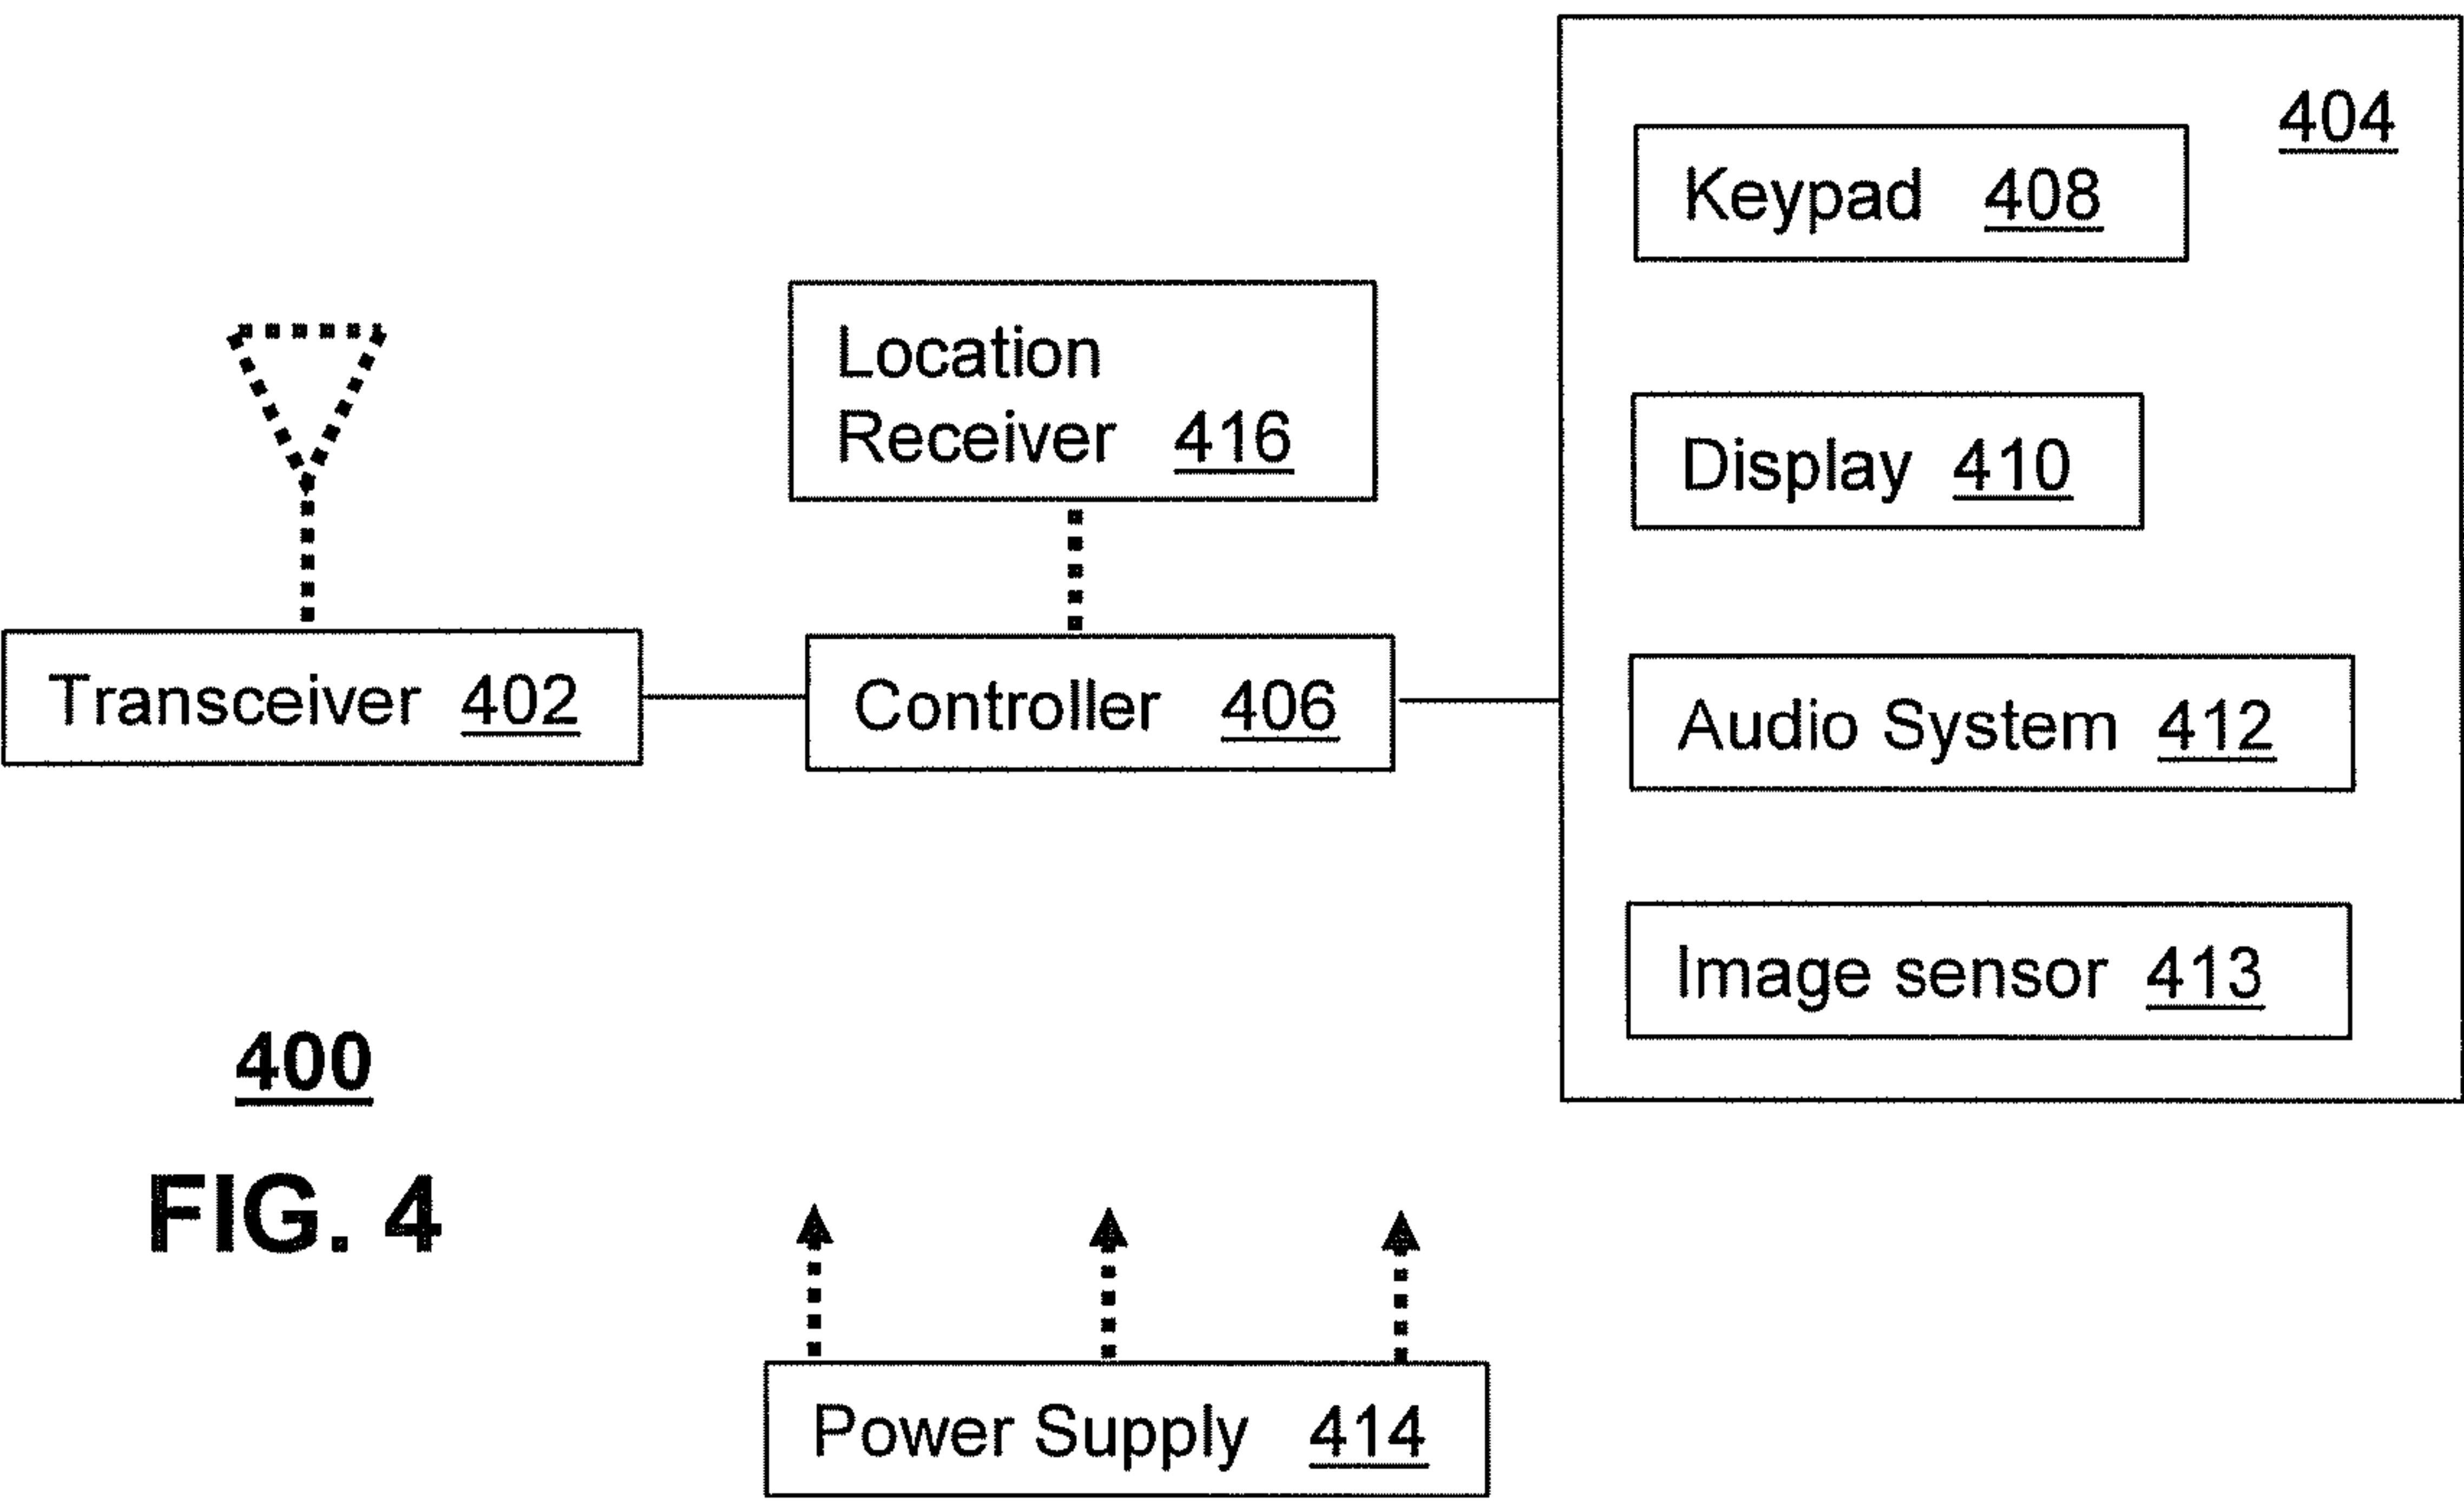 404
Keypad 408
Location
Receiver 416
Display 410
Transceiver 402
Controller 406
Audio System 412
Image sensor 413
400
FIG. 4
Power Supply 414